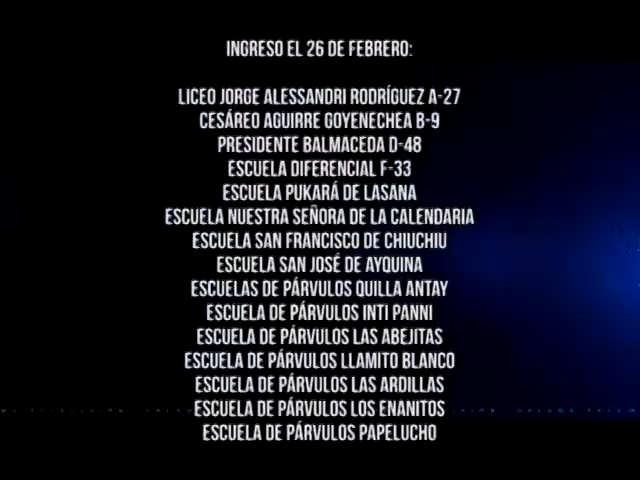 INGRESO EL 26 DE FEBRERO:
LICEO JORGE ALESSANDRI RODRÍGUEZ A-27
CESÁREO AGUIRRE GOYENECHEA B-9
PRESIDENTE BALMACEDA D-48
ESCUELA DIFERENCIAL F-33
ESCUELA PUKARÁ DE LASANA
ESCUELA NUESTRA SEÑORA DE LA CALENDARIA
ESCUELA SAN FRANCISCO DE CHIUCHIU
ESCUELA SAN JOSÉ DE AYQUINA
ESCUELAS DE PÁRVULOS QUILLA ANTAY
ESCUELA DE PÁRVULOS INTI PANNI
ESCUELA DE PÁRVULOS LAS ABEJITAS
ESCUELA DE PÁRVULOS LLAMITO BLANCO
ESCUELA DE PÁRVULOS LAS ARDILLAS
ESCUELA DE PÁRVULOS LOS ENANITOS
ESCUELA DE PÁRVULOS PAPELUCHO